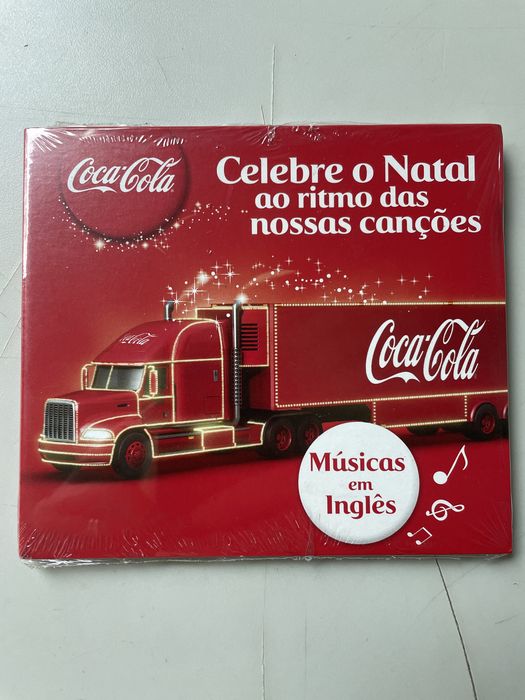 Coca-Cola
Celebre o Natal
ao ritmo das
nossas canções
Coca-Cola
Coca-Cola
Músicas
em
Inglês